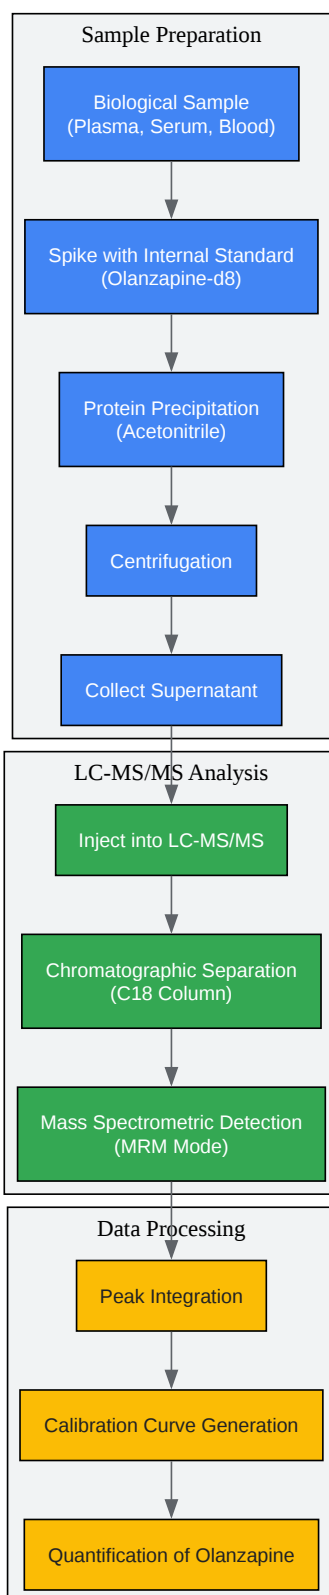 Sample Preparation
Biological Sample
(Plasma, Serum, Blood)
Spike with Internal Standard
(Olanzapine-d8)
Protein Precipitation
(Acetonitrile)
Centrifugation
Collect Supernatant
LC-MS/MS Analysis
Inject into LC-MS/MS
Chromatographic Separation
(C18 Column)
Mass Spectrometric Detection
(MRM Mode)
Data Processing
Peak Integration
Calibration Curve Generation
Quantification of Olanzapine